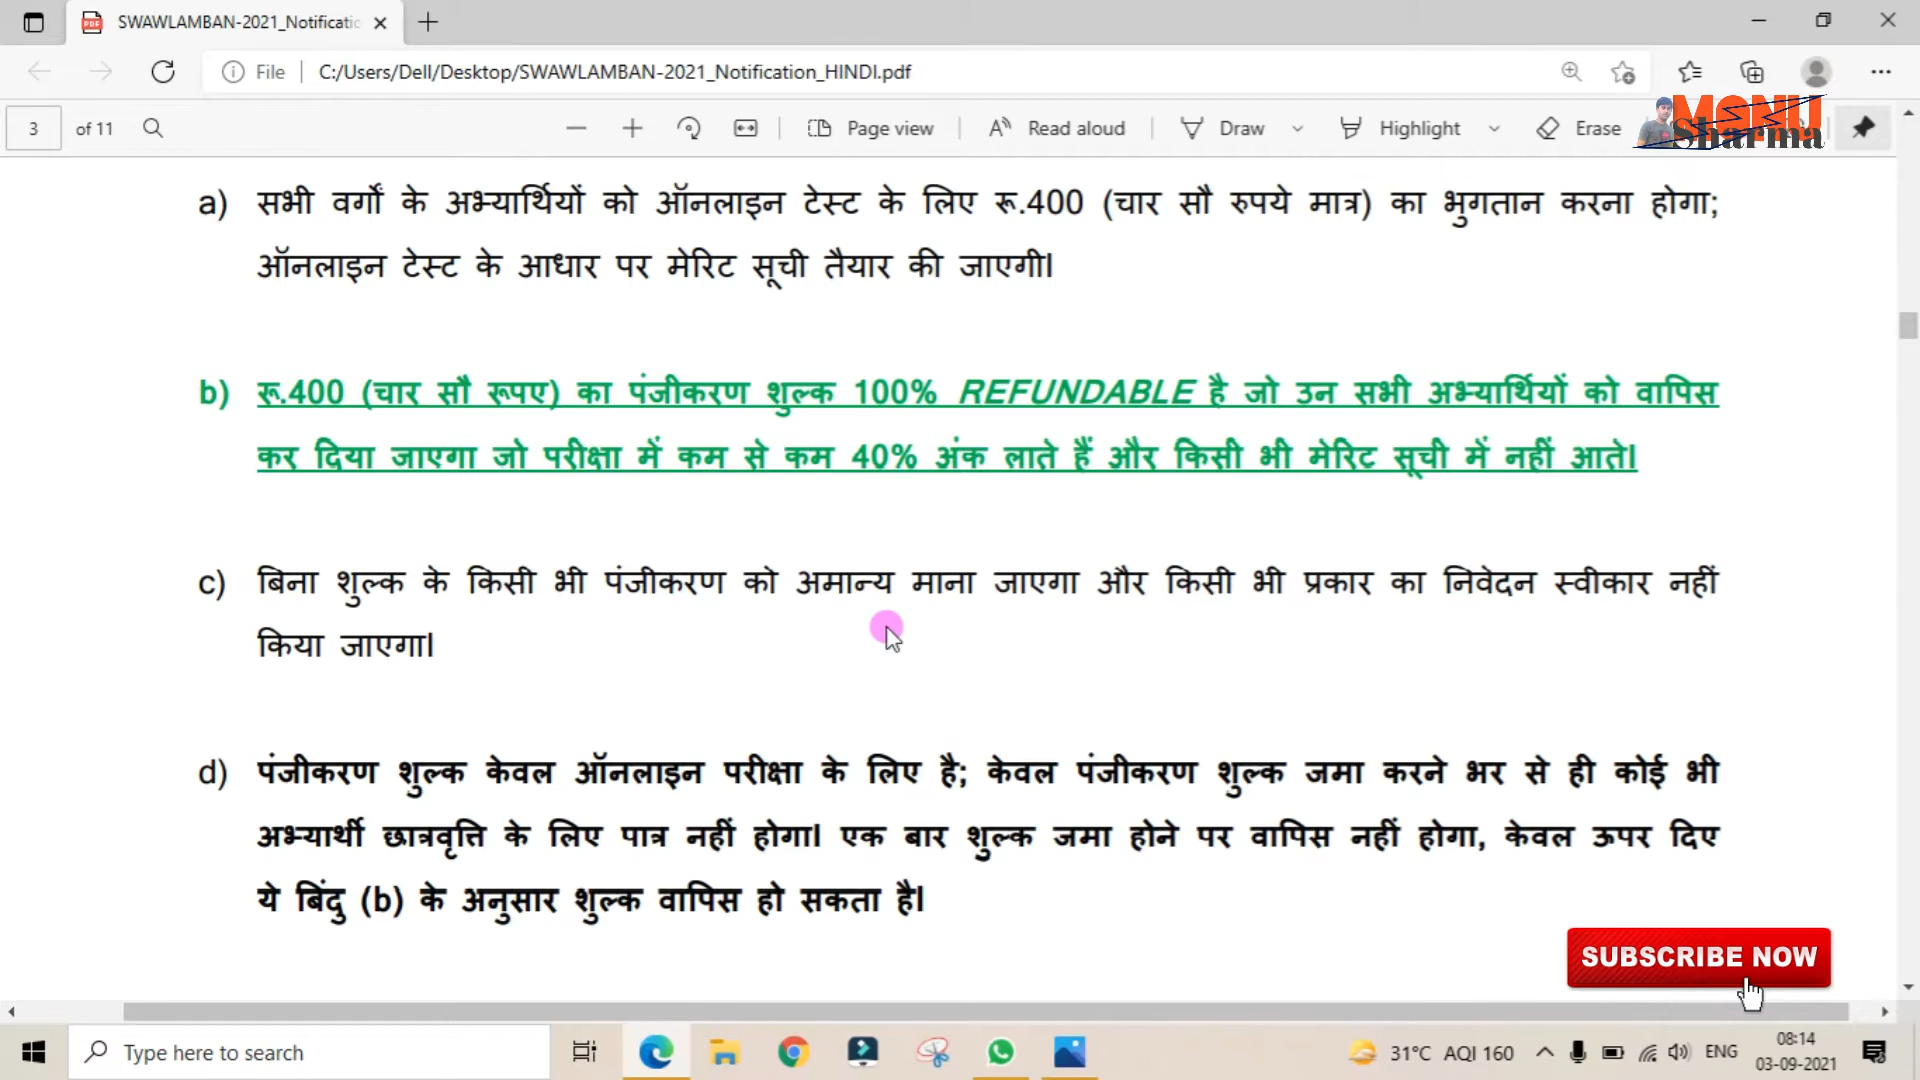 SWAWLAMBAN-2021_Notificatio
File
C:/Users/Dell/Desktop/SWAWLAMBAN-2021_Notification_HINDI.pdf
3 of 11
Page view
Read aloud
Draw
Highlight
Erase
MONU
Sharma
a) सभी वर्गों के अभ्यार्थियों को ऑनलाइन टेस्ट के लिए रू.400 (चार सौ रुपये मात्र) का भुगतान करना होगा;
ऑनलाइन टेस्ट के आधार पर मेरिट सूची तैयार की जाएगी।
b) रू.400 (चार सौ रूपए) का पंजीकरण शुल्क 100% REFUNDABLE है जो उन सभी अभ्यार्थियों को वापिस
कर दिया जाएगा जो परीक्षा में कम से कम 40% अंक लाते हैं और किसी भी मेरिट सूची में नहीं आते।
c) बिना शुल्क के किसी भी पंजीकरण को अमान्य माना जाएगा और किसी भी प्रकार का निवेदन स्वीकार नहीं
किया जाएगा।
d) पंजीकरण शुल्क केवल ऑनलाइन परीक्षा के लिए है; केवल पंजीकरण शुल्क जमा करने भर से ही कोई भी
अभ्यार्थी छात्रवृत्ति के लिए पात्र नहीं होगा। एक बार शुल्क जमा होने पर वापिस नहीं होगा, केवल ऊपर दिए
ये बिंदु (b) के अनुसार शुल्क वापिस हो सकता है।
SUBSCRIBE NOW
Type here to search
31°C AQI 160
ENG
08:14
03-09-2021